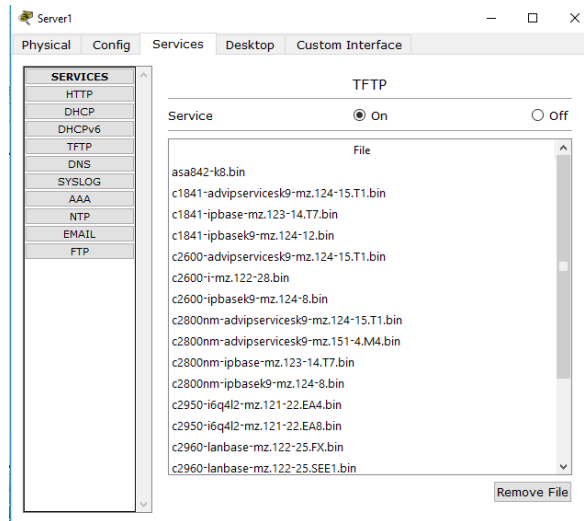 Server1
Physical Config Services Desktop Custom Interface
SERVICES
HTTP
DHCP
DHCPv6
TFTP
DNS
SYSLOG
AAA
NTP
EMAIL
FTP
TFTP
Service On Off
File
asa842-k8.bin
c1841-advipservicesk9-mz.124-15.T1.bin
c1841-ipbase-mz.123-14.T7.bin
c1841-ipbasek9-mz.124-12.bin
c2600-advipservicesk9-mz.124-15.T1.bin
c2600-i-mz.122-28.bin
c2600-ipbasek9-mz.124-8.bin
c2800nm-advipservicesk9-mz.124-15.T1.bin
c2800nm-advipservicesk9-mz.151-4.M4.bin
c2800nm-ipbase-mz.123-14.T7.bin
c2800nm-ipbasek9-mz.124-8.bin
c2950-i6q4l2-mz.121-22.EA4.bin
c2950-i6q4l2-mz.121-22.EA8.bin
c2960-lanbase-mz.122-25.FX.bin
c2960-lanbase-mz.122-25.SEE1.bin
Remove File